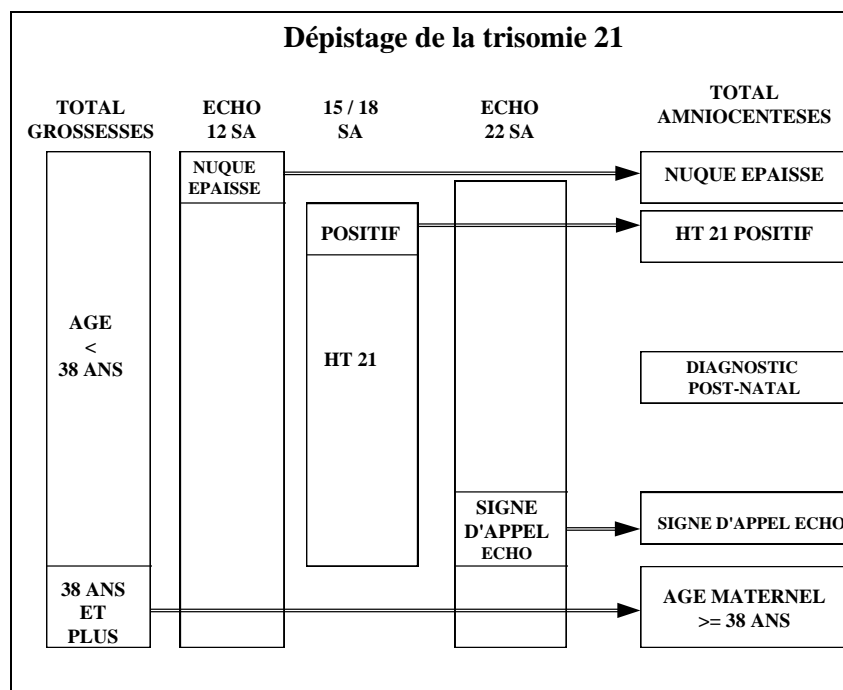 Dépistage de la trisomie 21
TOTAL
GROSSESSES
ECHO
12 SA
15 / 18
SA
ECHO
22 SA
TOTAL
AMNIOCENTESES
NUQUE
EPAISSE
NUQUE EPAISSE
POSITIF
HT 21 POSITIF
AGE
<
38 ANS
HT 21
DIAGNOSTIC
POST-NATAL
SIGNE
D'APPEL
ECHO
SIGNE D'APPEL ECHO
38 ANS
ET
PLUS
AGE MATERNEL
>= 38 ANS